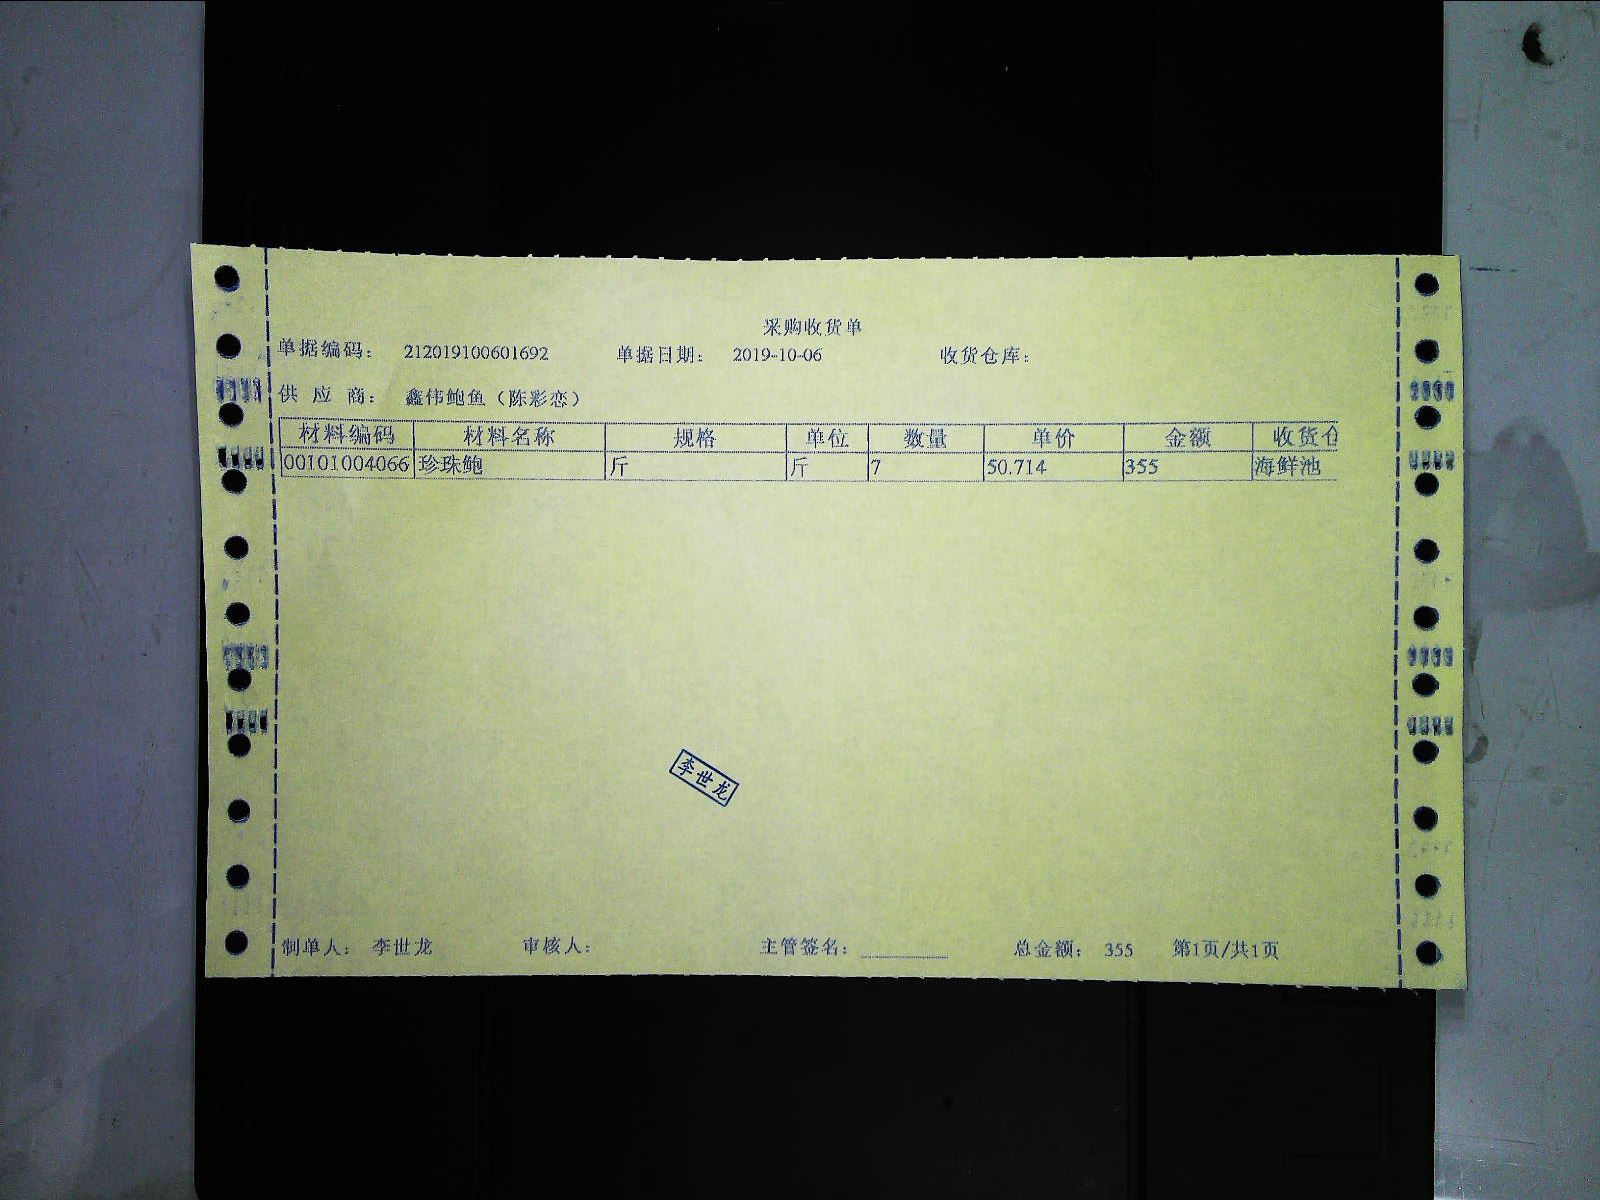 采购收货单
单据编码： 212019100601692 单据日期： 2019-10-06 收货仓库：
供 应 商： 鑫伟鲍鱼（陈彩恋）
材料编码 材料名称 规格 单位 数量 单价 金额 收货仓
00101004066 珍珠鲍 斤 斤 7 50.714 355 海鲜池
李世龙
制单人： 李世龙 审核人： 主管签名： 总金额： 355 第1页/共1页